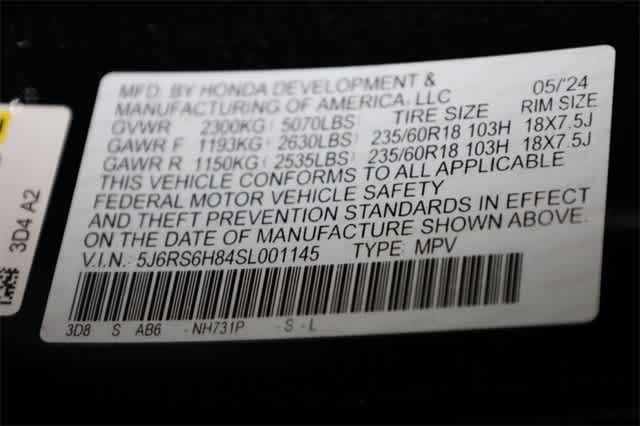 MFD. BY HONDA DEVELOPMENT & 05/'24
MANUFACTURING OF AMERICA, LLC
GVWR 2300KG ( 5070LBS) TIRE SIZE RIM SIZE
GAWR F 1193KG ( 2630LBS) 235/60R18 103H 18X7.5J
GAWR R 1150KG ( 2535LBS) 235/60R18 103H 18X7.5J
THIS VEHICLE CONFORMS TO ALL APPLICABLE
FEDERAL MOTOR VEHICLE SAFETY
AND THEFT PREVENTION STANDARDS IN EFFECT
ON THE DATE OF MANUFACTURE SHOWN ABOVE.
V.I.N.: 5J6RS6H84SL001145 TYPE: MPV
3D8 S AB6 - NH731P - S - L
3D4 A2